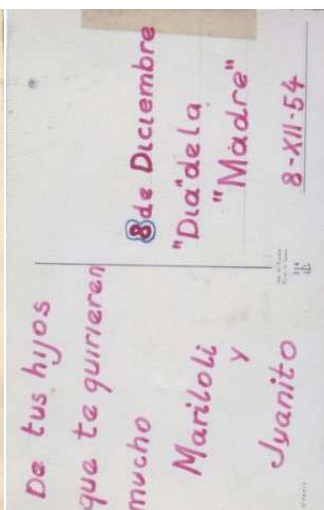 De tus hijos
que te quirieren
mucho
Mariloli
y
Juanito
8 de Diciembre
"Dia" de la
"Madre"
8-XII-54